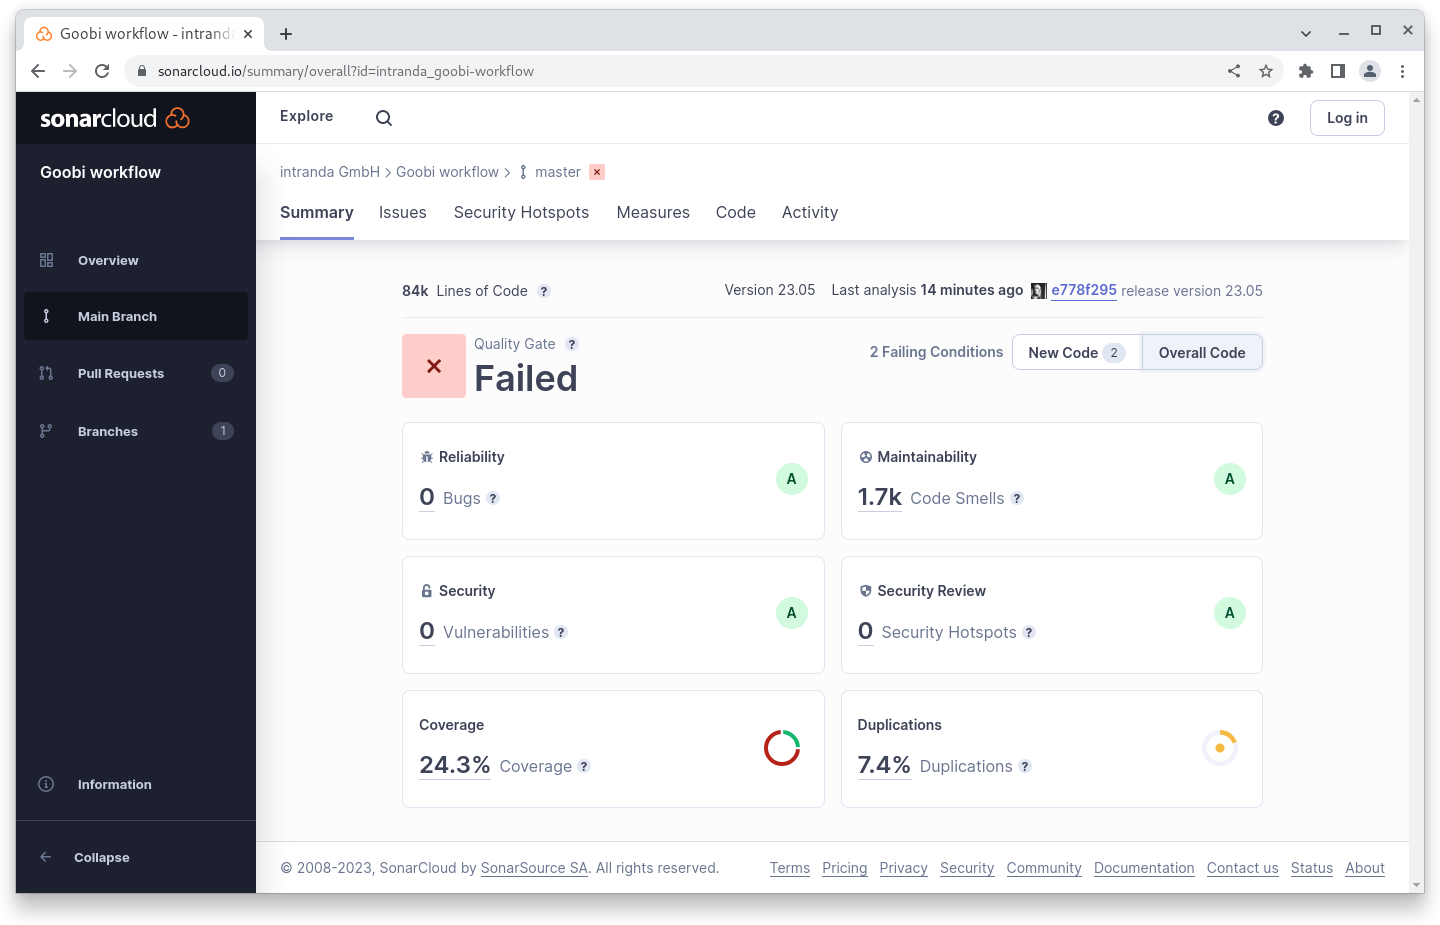 Goobi workflow - intrand
sonarcloud.io/summary/overall?id=intranda_goobi-workflow
sonarcloud
Explore
Log in
Goobi workflow
intranda GmbH > Goobi workflow > master
Summary Issues Security Hotspots Measures Code Activity
Overview
Main Branch
Pull Requests 0
Branches 1
Information
Collapse
84k Lines of Code ?
Version 23.05 Last analysis 14 minutes ago e778f295 release version 23.05
Quality Gate ?
Failed
2 Failing Conditions New Code 2 Overall Code
Reliability
0 Bugs ?
A
Maintainability
1.7k Code Smells ?
A
Security
0 Vulnerabilities ?
A
Security Review
0 Security Hotspots ?
A
Coverage
24.3% Coverage ?
Duplications
7.4% Duplications ?
© 2008-2023, SonarCloud by SonarSource SA. All rights reserved.
Terms Pricing Privacy Security Community Documentation Contact us Status About